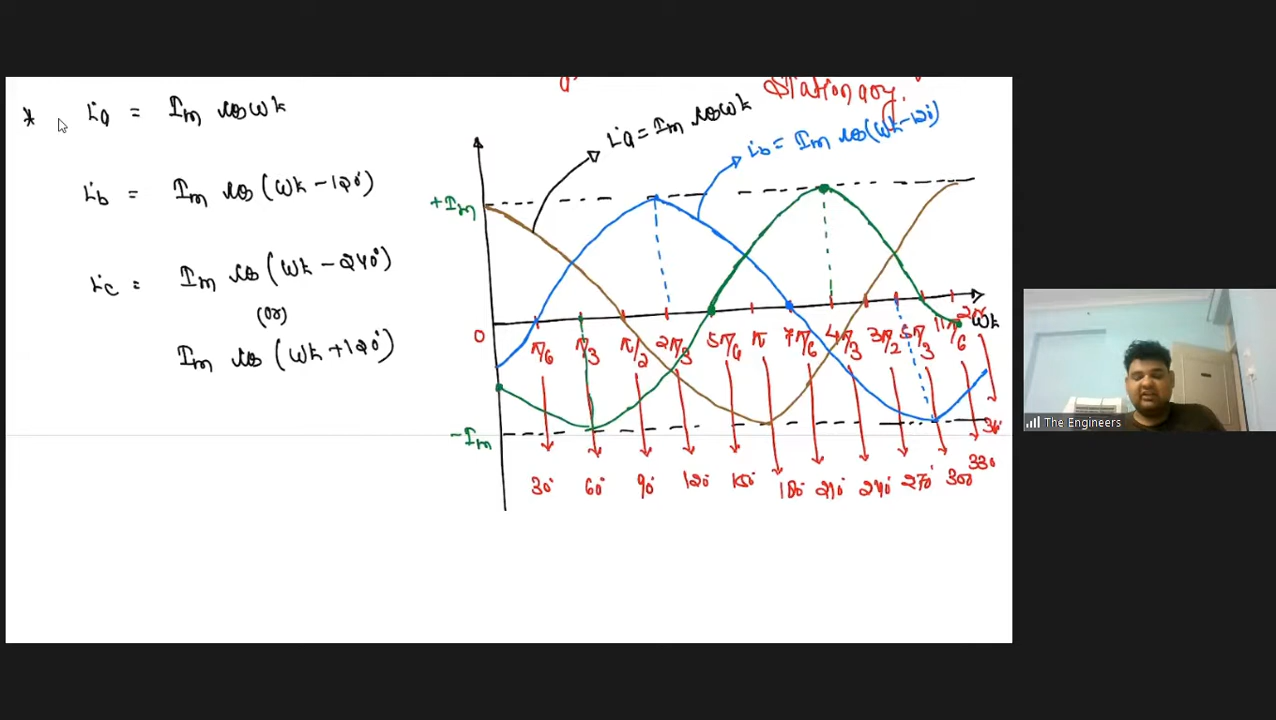 Stationary.
* ia = Im cosωt
ia = Im cosωt
ib = Im cos(ωt-120°)
ib = Im cos(ωt-120°)
+Im
ic = Im cos(ωt-240°)
(or)
Im cos(ωt+120°)
0 π/6 π/3 π/2 2π/3 5π/6 π 7π/6 4π/3 3π/2 5π/3 11π/6 2π ωt
-Im
30° 60° 90° 120° 150° 180° 210° 240° 270° 300° 330
The Engineers